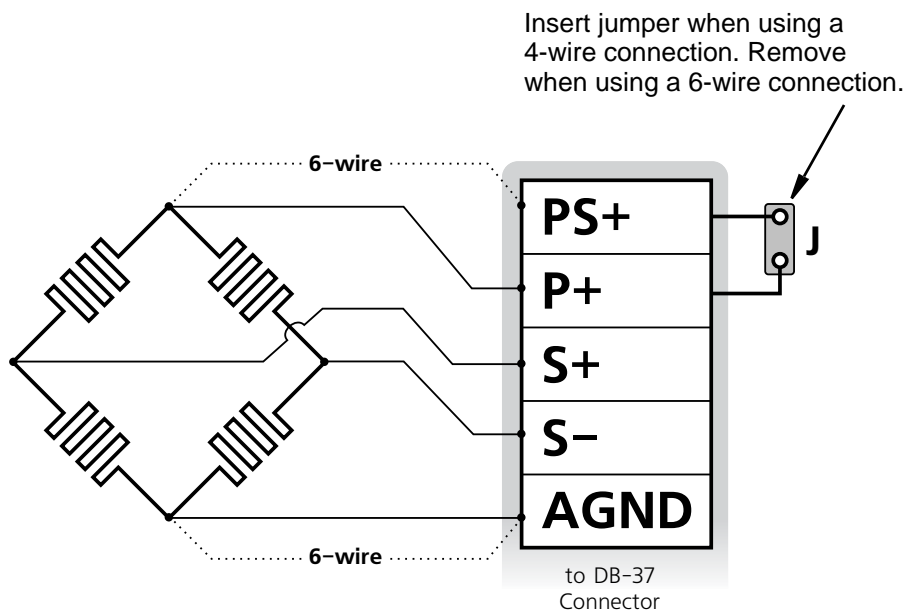 Insert jumper when using a
4-wire connection. Remove
when using a 6-wire connection.
6-wire
PS+
J
P+
S+
S-
AGND
6-wire
to DB-37
Connector